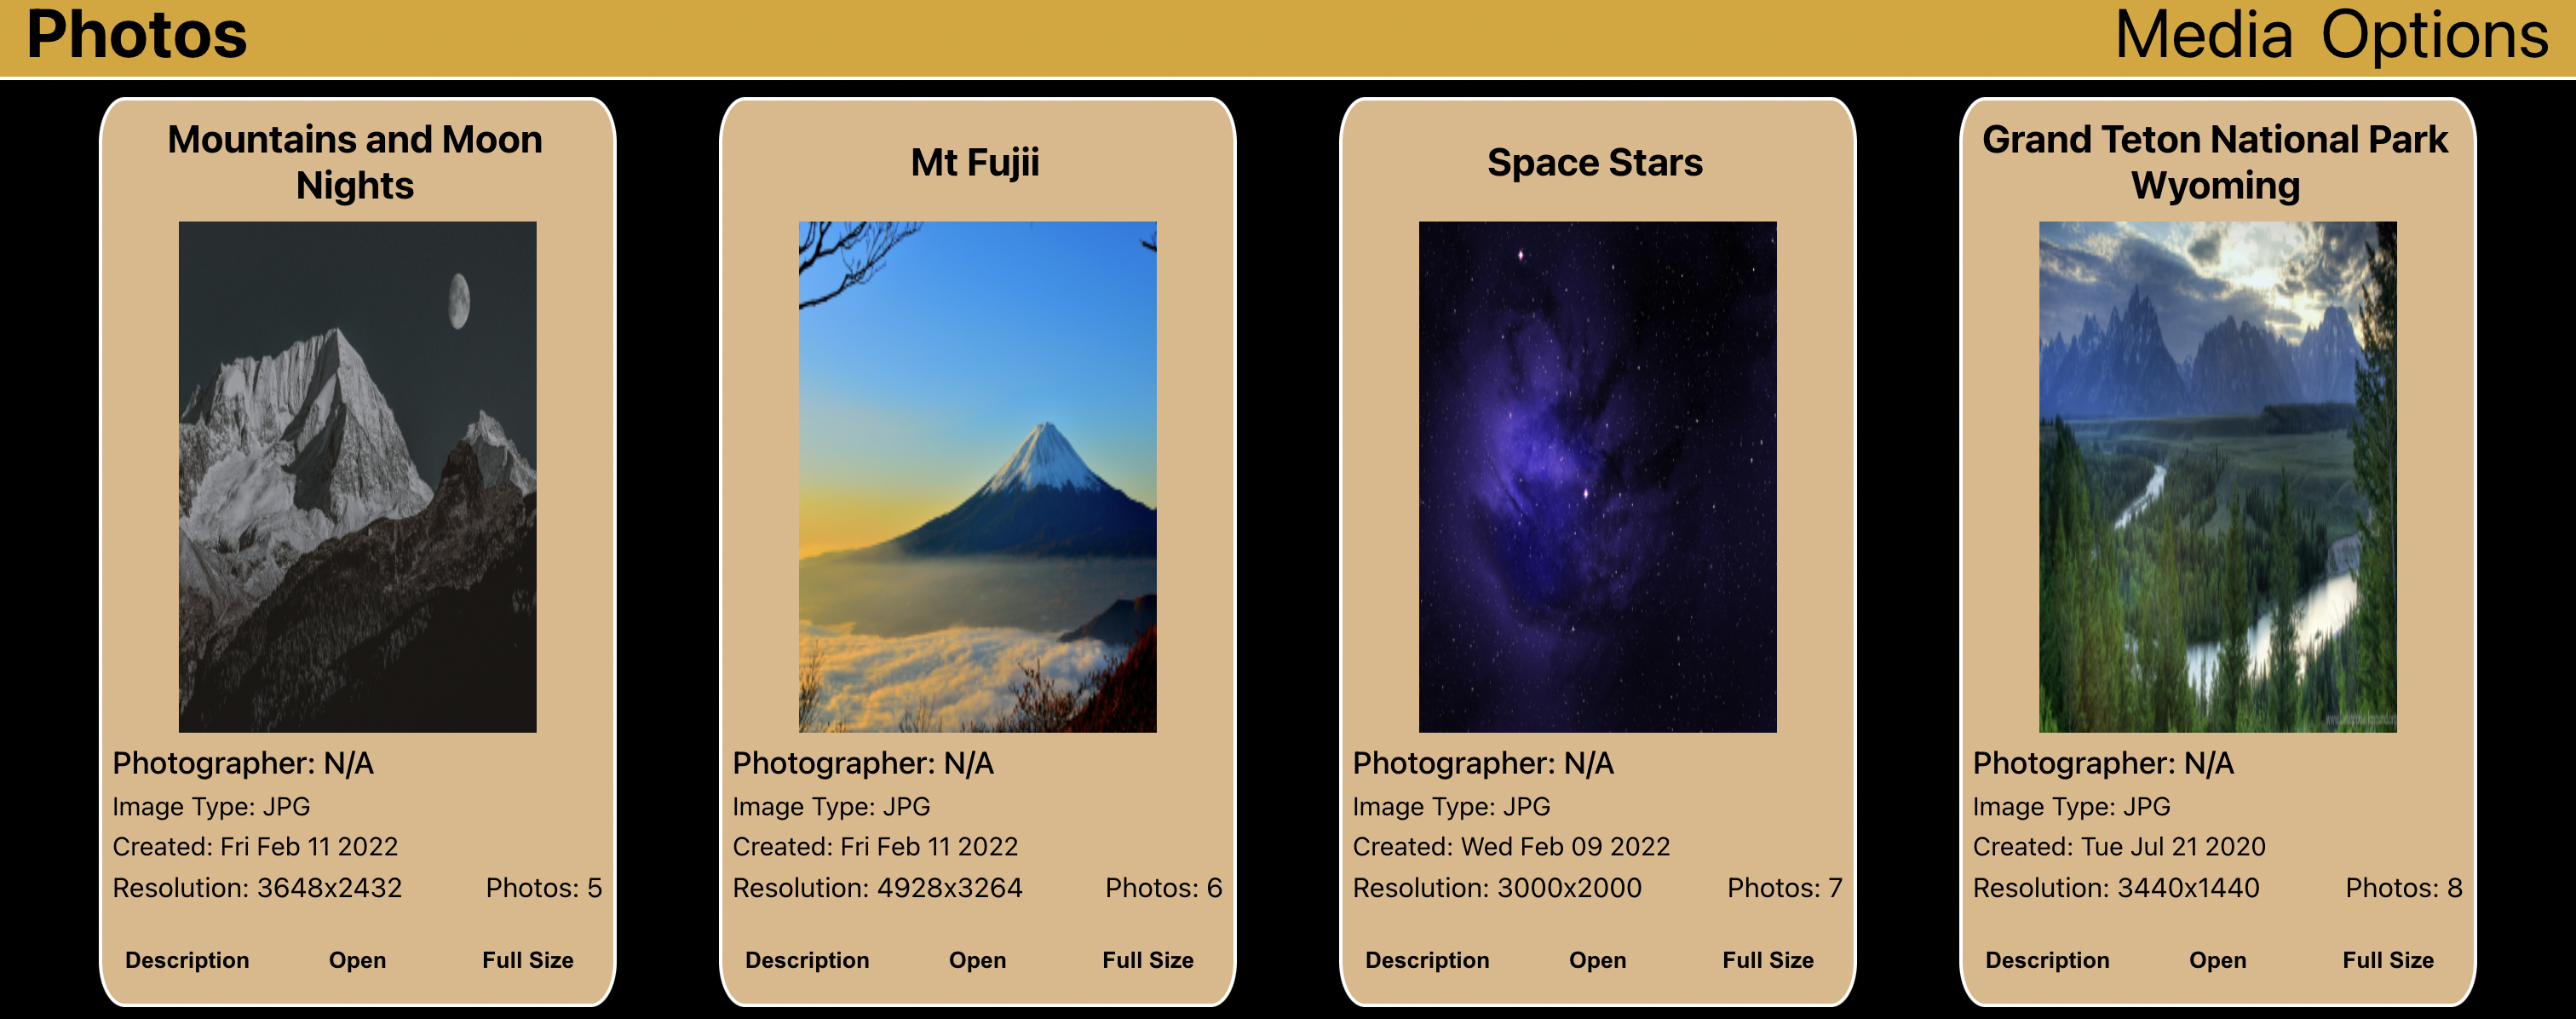 Photos
Media Options
Mountains and Moon
Nights
Photographer: N/A
Image Type: JPG
Created: Fri Feb 11 2022
Resolution: 3648x2432 Photos: 5
Description Open Full Size
Mt Fujii
Photographer: N/A
Image Type: JPG
Created: Fri Feb 11 2022
Resolution: 4928x3264 Photos: 6
Description Open Full Size
Space Stars
Photographer: N/A
Image Type: JPG
Created: Wed Feb 09 2022
Resolution: 3000x2000 Photos: 7
Description Open Full Size
Grand Teton National Park
Wyoming
Photographer: N/A
Image Type: JPG
Created: Tue Jul 21 2020
Resolution: 3440x1440 Photos: 8
Description Open Full Size